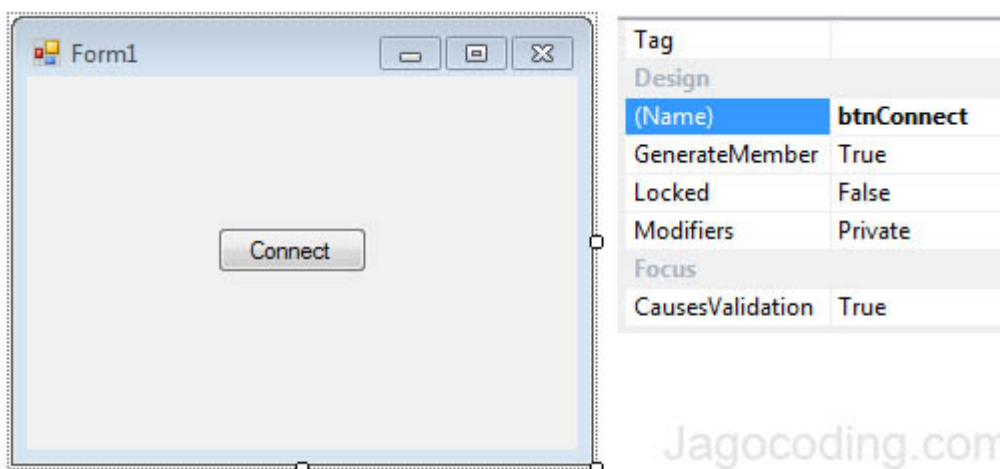 Form1
Connect
Tag
Design
(Name) btnConnect
GenerateMember True
Locked False
Modifiers Private
Focus
CausesValidation True
Jagocoding.com